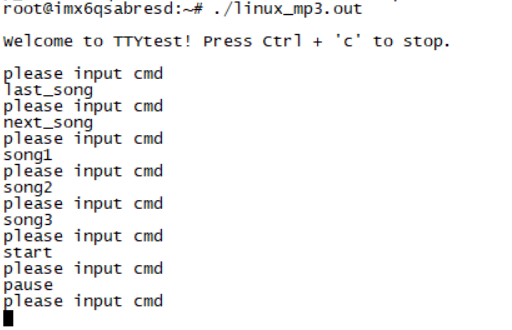 root@imx6qsabresd:~# ./linux_mp3.out
Welcome to TTYtest! Press Ctrl + 'c' to stop.
please input cmd
last_song
please input cmd
next_song
please input cmd
song1
please input cmd
song2
please input cmd
song3
please input cmd
start
please input cmd
pause
please input cmd